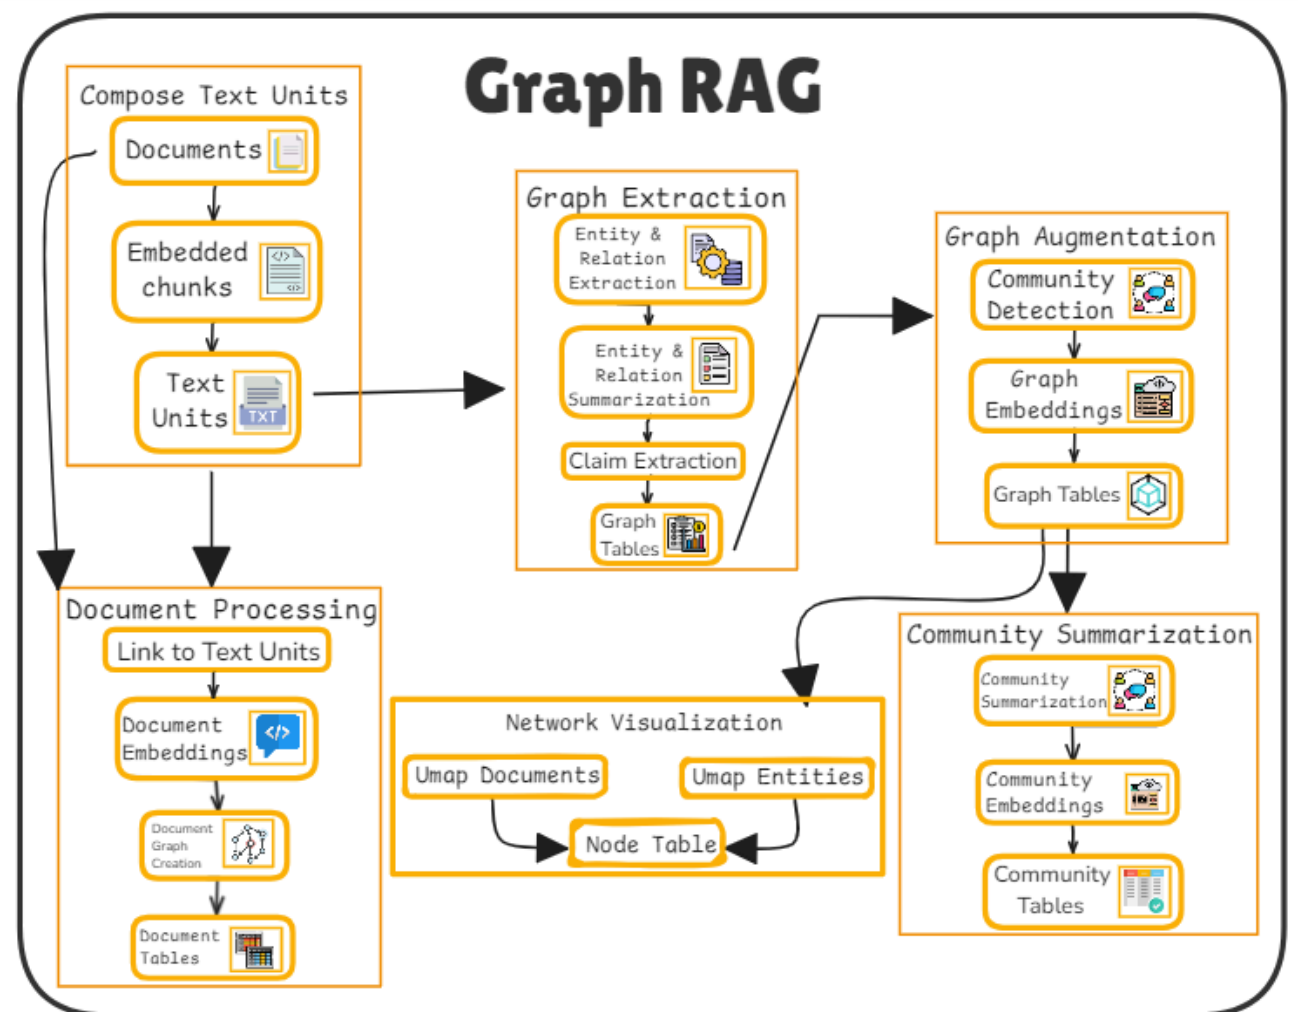 Graph RAG
Compose Text Units
Documents
Embedded
chunks
Text
Units
TXT
Graph Extraction
Entity &
Relation
Extraction
Entity &
Relation
Summarization
Claim Extraction
Graph
Tables
Graph Augmentation
Community
Detection
Graph
Embeddings
Graph Tables
Document Processing
Link to Text Units
Document
Embeddings
</>
Document
Graph
Creation
Document
Tables
Network Visualization
Umap Documents
Umap Entities
Node Table
Community Summarization
Community
Summarization
Community
Embeddings
Community
Tables